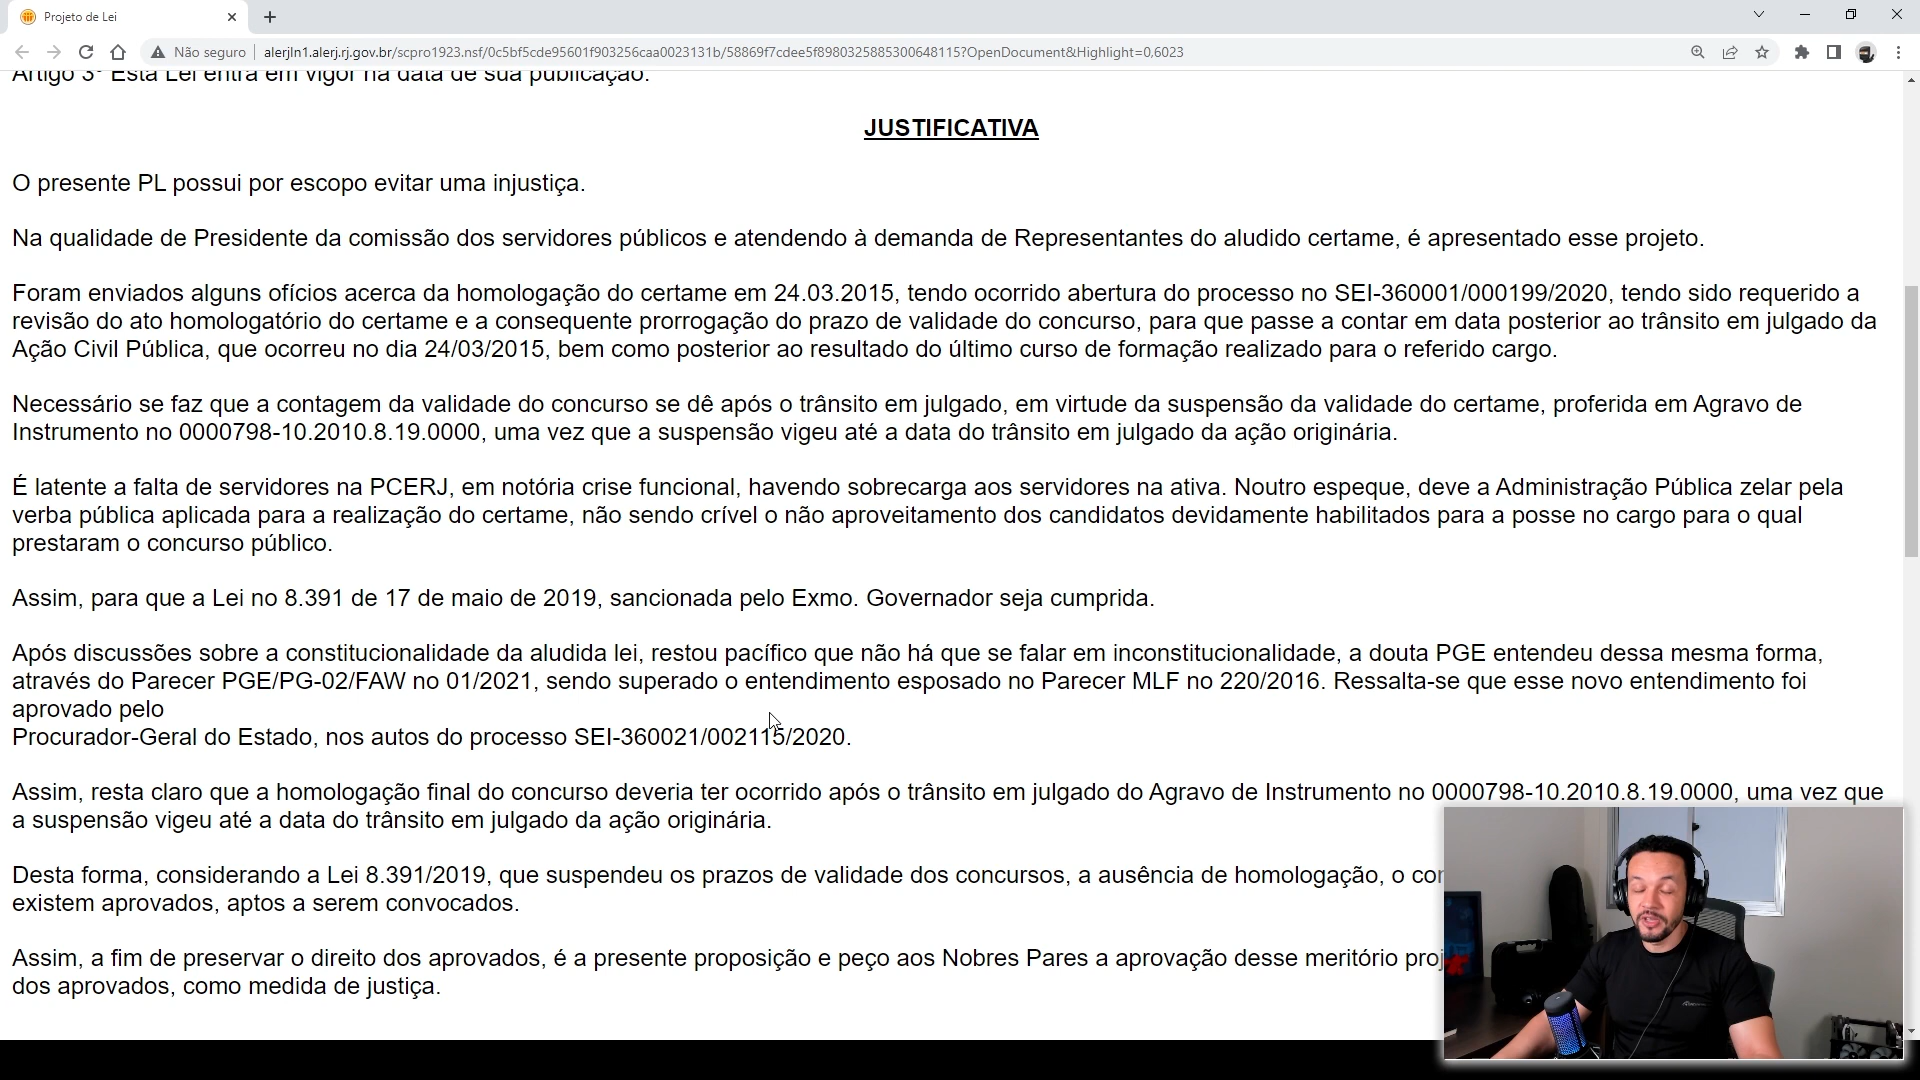 Projeto de Lei
Não seguro
alerjln1.alerj.rj.gov.br/scpro1923.nsf/0c5bf5cde95601f903256caa0023131b/58869f7cdee5f8980325885300648115?OpenDocument&Highlight=0,6023
Artigo 3º Esta Lei entra em vigor na data de sua publicação.
JUSTIFICATIVA
O presente PL possui por escopo evitar uma injustiça.
Na qualidade de Presidente da comissão dos servidores públicos e atendendo à demanda de Representantes do aludido certame, é apresentado esse projeto.
Foram enviados alguns ofícios acerca da homologação do certame em 24.03.2015, tendo ocorrido abertura do processo no SEI-360001/000199/2020, tendo sido requerido a
revisão do ato homologatório do certame e a consequente prorrogação do prazo de validade do concurso, para que passe a contar em data posterior ao trânsito em julgado da
Ação Civil Pública, que ocorreu no dia 24/03/2015, bem como posterior ao resultado do último curso de formação realizado para o referido cargo.
Necessário se faz que a contagem da validade do concurso se dê após o trânsito em julgado, em virtude da suspensão da validade do certame, proferida em Agravo de
Instrumento no 0000798-10.2010.8.19.0000, uma vez que a suspensão vigeu até a data do trânsito em julgado da ação originária.
É latente a falta de servidores na PCERJ, em notória crise funcional, havendo sobrecarga aos servidores na ativa. Noutro espeque, deve a Administração Pública zelar pela
verba pública aplicada para a realização do certame, não sendo crível o não aproveitamento dos candidatos devidamente habilitados para a posse no cargo para o qual
prestaram o concurso público.
Assim, para que a Lei no 8.391 de 17 de maio de 2019, sancionada pelo Exmo. Governador seja cumprida.
Após discussões sobre a constitucionalidade da aludida lei, restou pacífico que não há que se falar em inconstitucionalidade, a douta PGE entendeu dessa mesma forma,
através do Parecer PGE/PG-02/FAW no 01/2021, sendo superado o entendimento esposado no Parecer MLF no 220/2016. Ressalta-se que esse novo entendimento foi
aprovado pelo
Procurador-Geral do Estado, nos autos do processo SEI-360021/002115/2020.
Assim, resta claro que a homologação final do concurso deveria ter ocorrido após o trânsito em julgado do Agravo de Instrumento no 0000798-10.2010.8.19.0000, uma vez que
a suspensão vigeu até a data do trânsito em julgado da ação originária.
Desta forma, considerando a Lei 8.391/2019, que suspendeu os prazos de validade dos concursos, a ausência de homologação, o cor
existem aprovados, aptos a serem convocados.
Assim, a fim de preservar o direito dos aprovados, é a presente proposição e peço aos Nobres Pares a aprovação desse meritório proj
dos aprovados, como medida de justiça.